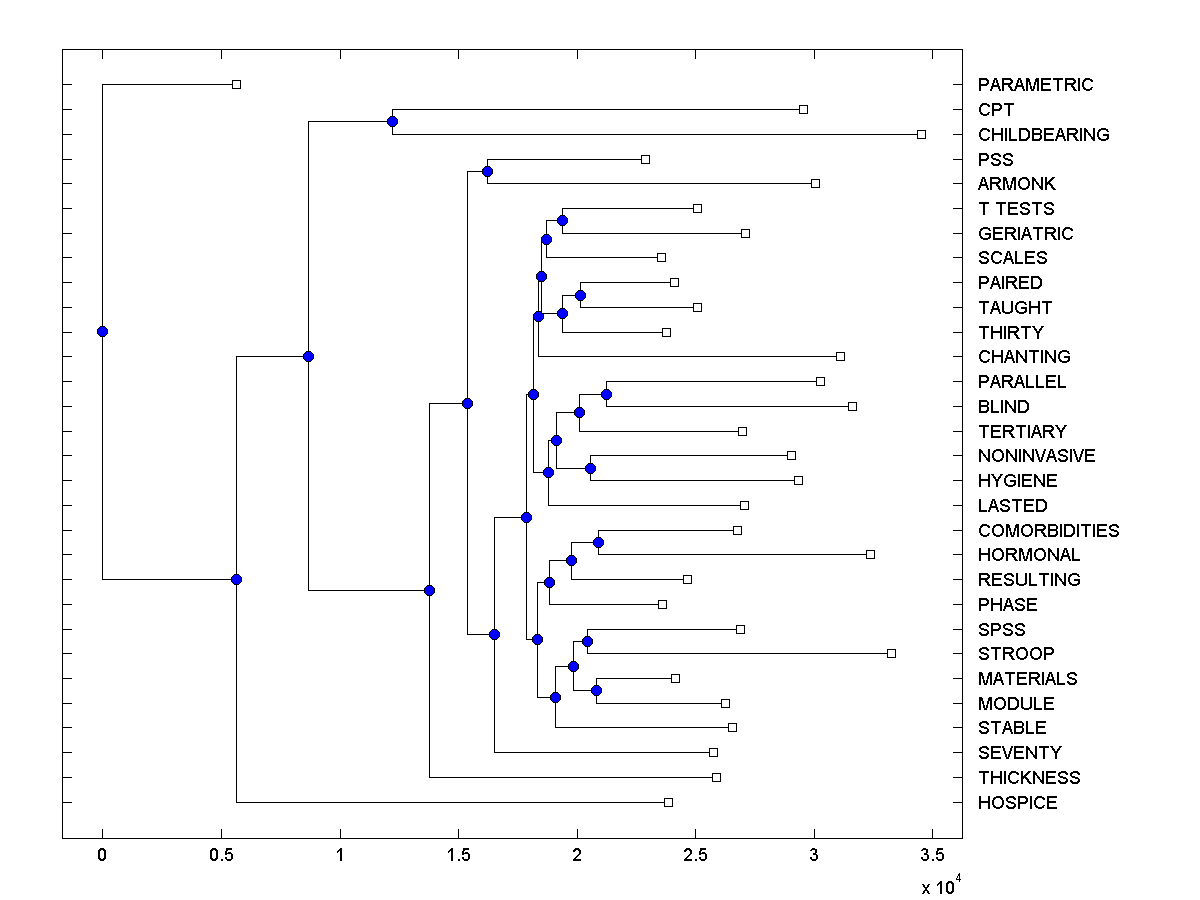 PARAMETRIC
CPT
CHILDBEARING
PSS
ARMONK
T TESTS
GERIATRIC
SCALES
PAIRED
TAUGHT
THIRTY
CHANTING
PARALLEL
BLIND
TERTIARY
NONINVASIVE
HYGIENE
LASTED
COMORBIDITIES
HORMONAL
RESULTING
PHASE
SPSS
STROOP
MATERIALS
MODULE
STABLE
SEVENTY
THICKNESS
HOSPICE
0 0.5 1 1.5 2 2.5 3 3.5
x 10^4